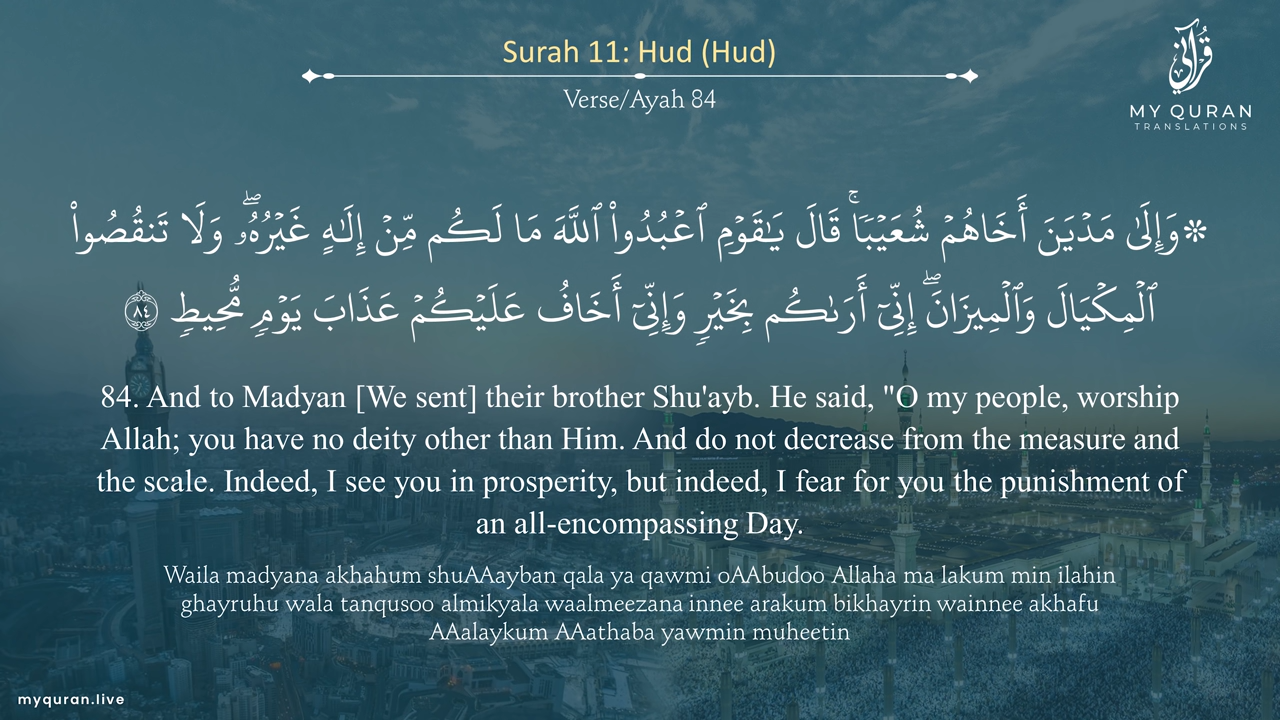 Surah 11: Hud (Hud)
Verse/Ayah 84
MY QURAN
TRANSLATIONS
۞وَإِلَىٰ مَدۡيَنَ أَخَاهُمۡ شُعَيۡبٗاۚ قَالَ يَٰقَوۡمِ ٱعۡبُدُواْ ٱللَّهَ مَا لَكُم مِّنۡ إِلَٰهٍ غَيۡرُهُۥۖ وَلَا تَنقُصُواْ
ٱلۡمِكۡيَالَ وَٱلۡمِيزَانَۖ إِنِّيٓ أَرَىٰكُم بِخَيۡرٖ وَإِنِّيٓ أَخَافُ عَلَيۡكُمۡ عَذَابَ يَوۡمٖ مُّحِيطٖ ٨٤
84. And to Madyan [We sent] their brother Shu'ayb. He said, "O my people, worship
Allah; you have no deity other than Him. And do not decrease from the measure and
the scale. Indeed, I see you in prosperity, but indeed, I fear for you the punishment of
an all-encompassing Day.
Waila madyana akhahum shuAAayban qala ya qawmi oAAbudoo Allaha ma lakum min ilahin
ghayruhu wala tanqusoo almikyala waalmeezana innee arakum bikhayrin wainnee akhafu
AAalaykum AAathaba yawmin muheetin
myquran.live